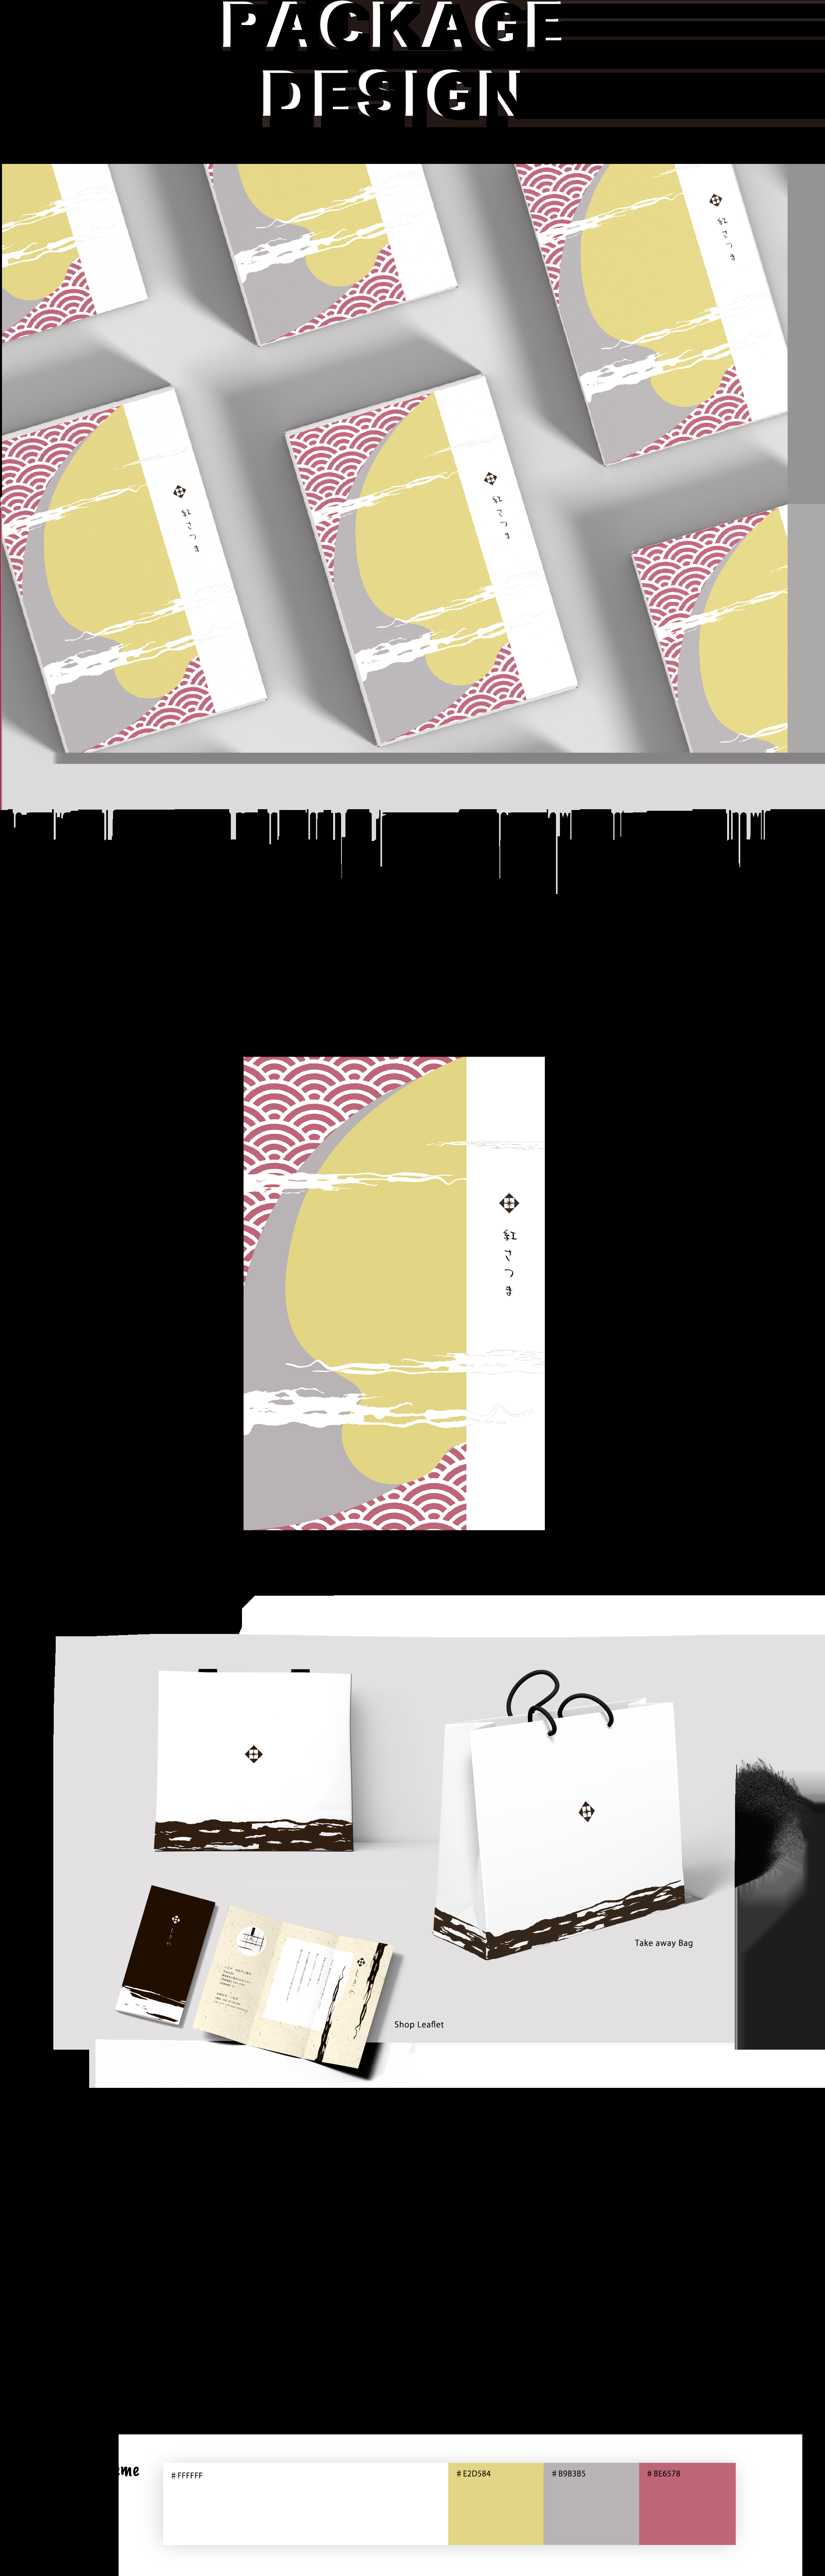 PACKAGE
DESIGN
紅さつま
紅さつま
紅さつま
紅さつま
Take away Bag
Shop Leaflet
eme
# FFFFFF
# E2D584
# B9B3B5
# BE6578